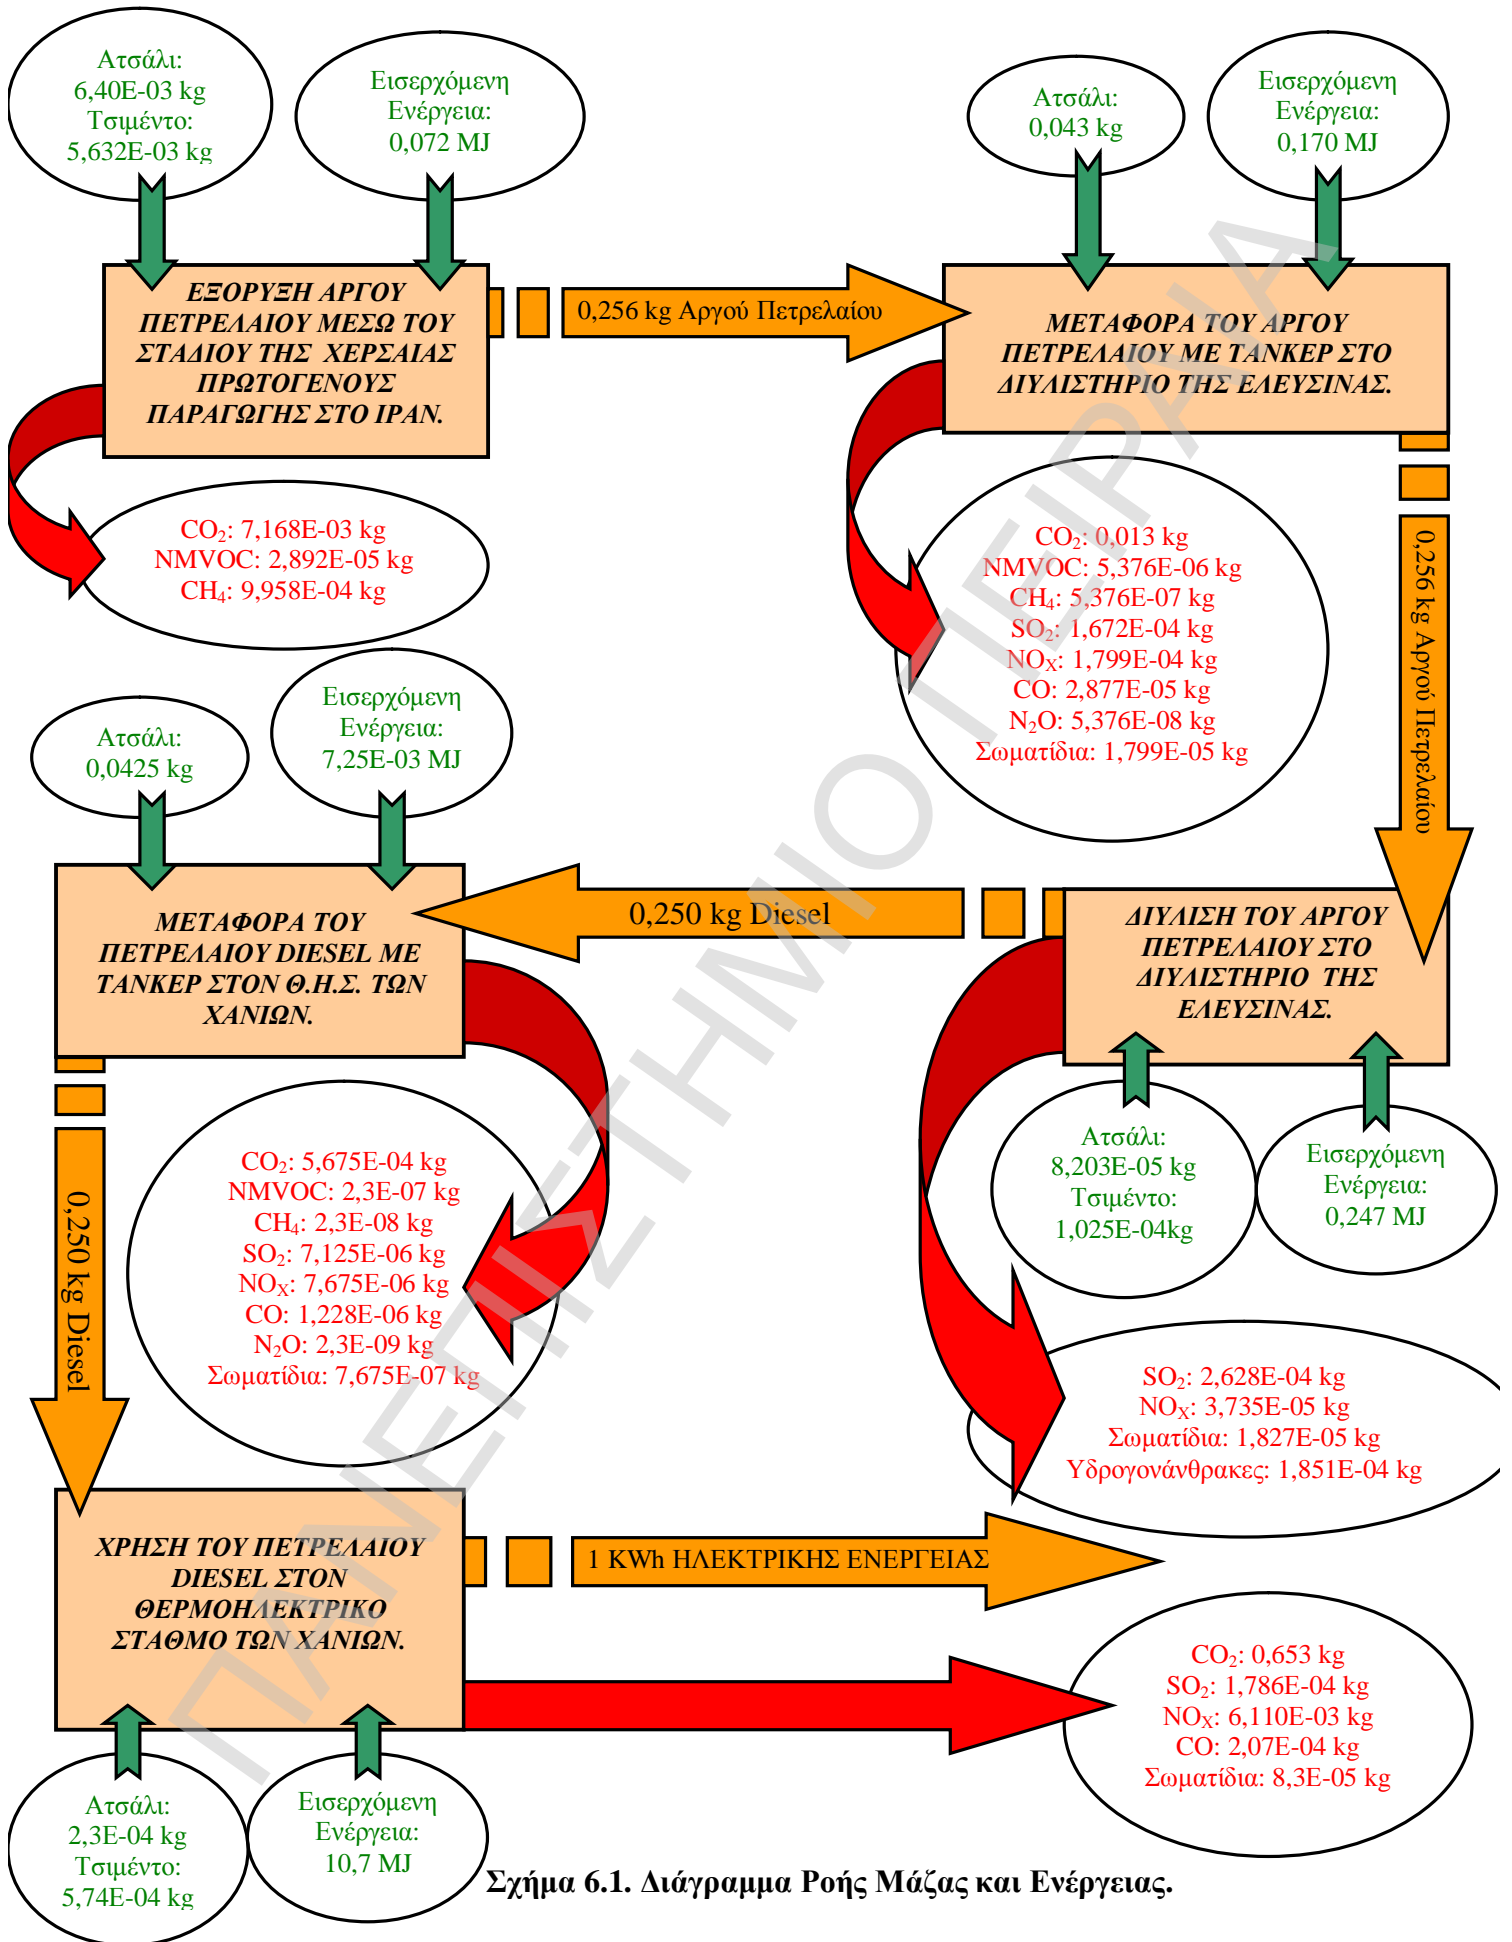 Ατσάλι:
6,40E-03 kg
Τσιμέντο:
5,632E-03 kg
Εισερχόμενη
Ενέργεια:
0,072 MJ
Ατσάλι:
0,043 kg
Εισερχόμενη
Ενέργεια:
0,170 MJ
ΕΞΟΡΥΞΗ ΑΡΓΟΥ
ΠΕΤΡΕΛΑΙΟΥ ΜΕΣΩ ΤΟΥ
ΣΤΑΔΙΟΥ ΤΗΣ ΧΕΡΣΑΙΑΣ
ΠΡΩΤΟΓΕΝΟΥΣ
ΠΑΡΑΓΩΓΗΣ ΣΤΟ ΙΡΑΝ.
0,256 kg Αργού Πετρελαίου
ΜΕΤΑΦΟΡΑ ΤΟΥ ΑΡΓΟΥ
ΠΕΤΡΕΛΑΙΟΥ ΜΕ ΤΑΝΚΕΡ ΣΤΟ
ΔΙΥΛΙΣΤΗΡΙΟ ΤΗΣ ΕΛΕΥΣΙΝΑΣ.
CO₂: 7,168E-03 kg
NMVOC: 2,892E-05 kg
CH₄: 9,958E-04 kg
CO₂: 0,013 kg
NMVOC: 5,376E-06 kg
CH₄: 5,376E-07 kg
SO₂: 1,672E-04 kg
NOₓ: 1,799E-04 kg
CO: 2,877E-05 kg
N₂O: 5,376E-08 kg
Σωματίδια: 1,799E-05 kg
0,256 kg Αργού Πετρελαίου
Ατσάλι:
0,0425 kg
Εισερχόμενη
Ενέργεια:
7,25E-03 MJ
ΜΕΤΑΦΟΡΑ ΤΟΥ
ΠΕΤΡΕΛΑΙΟΥ DIESEL ΜΕ
ΤΑΝΚΕΡ ΣΤΟΝ Θ.Η.Σ. ΤΩΝ
ΧΑΝΙΩΝ.
0,250 kg Diesel
ΔΙΥΛΙΣΗ ΤΟΥ ΑΡΓΟΥ
ΠΕΤΡΕΛΑΙΟΥ ΣΤΟ
ΔΙΥΛΙΣΤΗΡΙΟ ΤΗΣ
ΕΛΕΥΣΙΝΑΣ.
Ατσάλι:
8,203E-05 kg
Τσιμέντο:
1,025E-04kg
Εισερχόμενη
Ενέργεια:
0,247 MJ
CO₂: 5,675E-04 kg
NMVOC: 2,3E-07 kg
CH₄: 2,3E-08 kg
SO₂: 7,125E-06 kg
NOₓ: 7,675E-06 kg
CO: 1,228E-06 kg
N₂O: 2,3E-09 kg
Σωματίδια: 7,675E-07 kg
0,250 kg Diesel
SO₂: 2,628E-04 kg
NOₓ: 3,735E-05 kg
Σωματίδια: 1,827E-05 kg
Υδρογονάνθρακες: 1,851E-04 kg
ΧΡΗΣΗ ΤΟΥ ΠΕΤΡΕΛΑΙΟΥ
DIESEL ΣΤΟΝ
ΘΕΡΜΟΗΛΕΚΤΡΙΚΟ
ΣΤΑΘΜΟ ΤΩΝ ΧΑΝΙΩΝ.
1 KWh ΗΛΕΚΤΡΙΚΗΣ ΕΝΕΡΓΕΙΑΣ
CO₂: 0,653 kg
SO₂: 1,786E-04 kg
NOₓ: 6,110E-03 kg
CO: 2,07E-04 kg
Σωματίδια: 8,3E-05 kg
Ατσάλι:
2,3E-04 kg
Τσιμέντο:
5,74E-04 kg
Εισερχόμενη
Ενέργεια:
10,7 MJ
Σχήμα 6.1. Διάγραμμα Ροής Μάζας και Ενέργειας.
ΠΑΝΕΠΙΣΤΗΜΙΟ ΠΕΙΡΑΙΑ